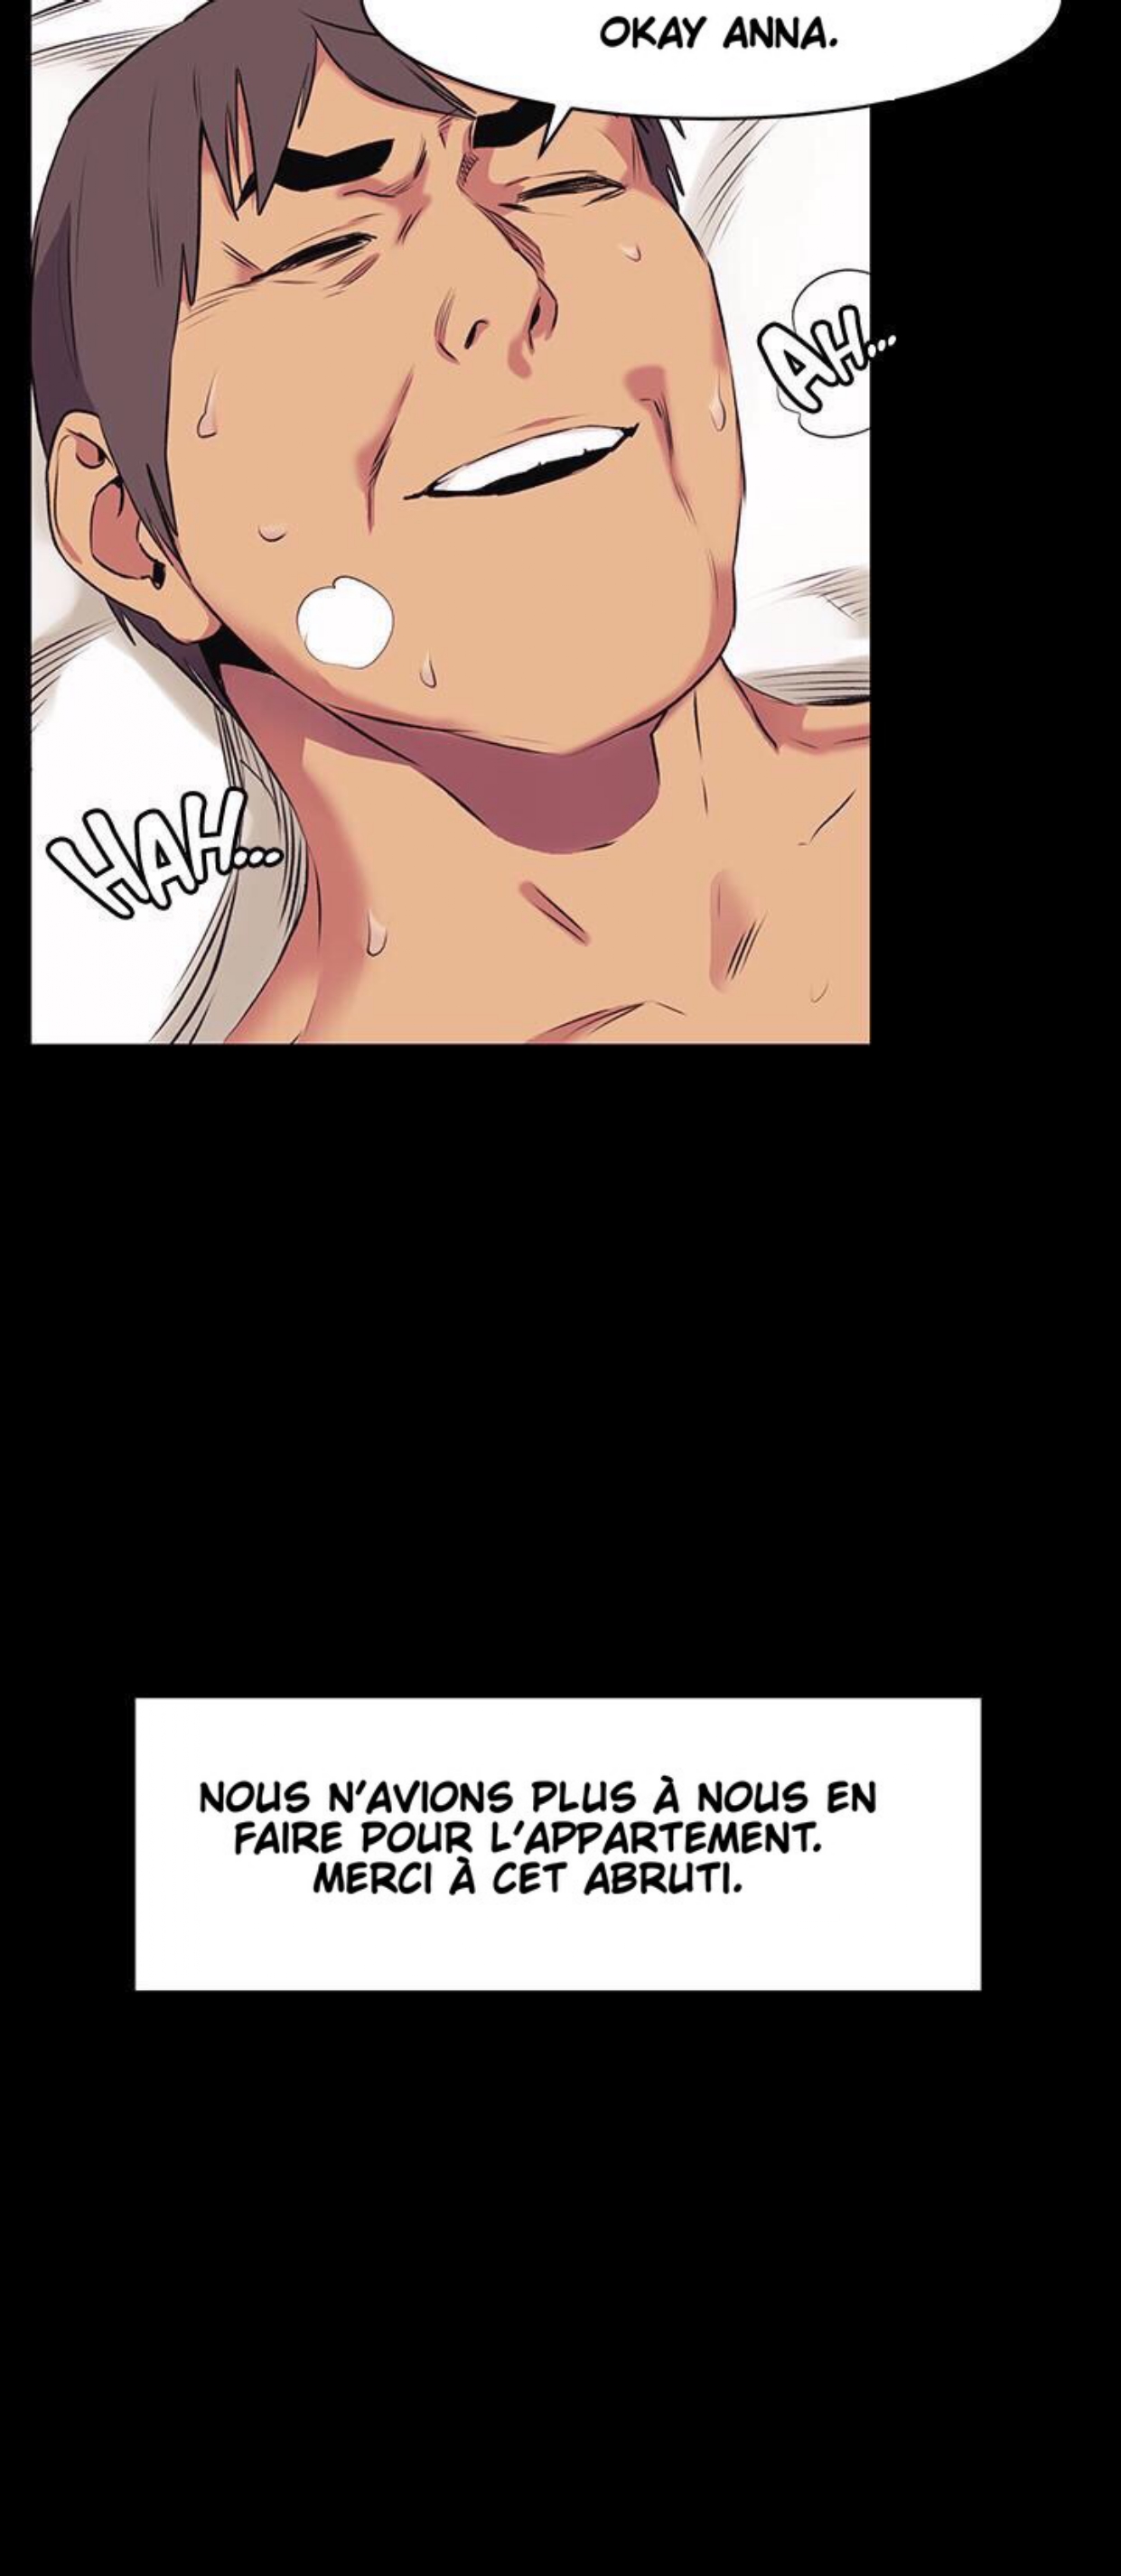 OKAY ANNA.
AH...
HAH...
NOUS N'AVIONS PLUS À NOUS EN
FAIRE POUR L'APPARTEMENT.
MERCI À CET ABRUTI.